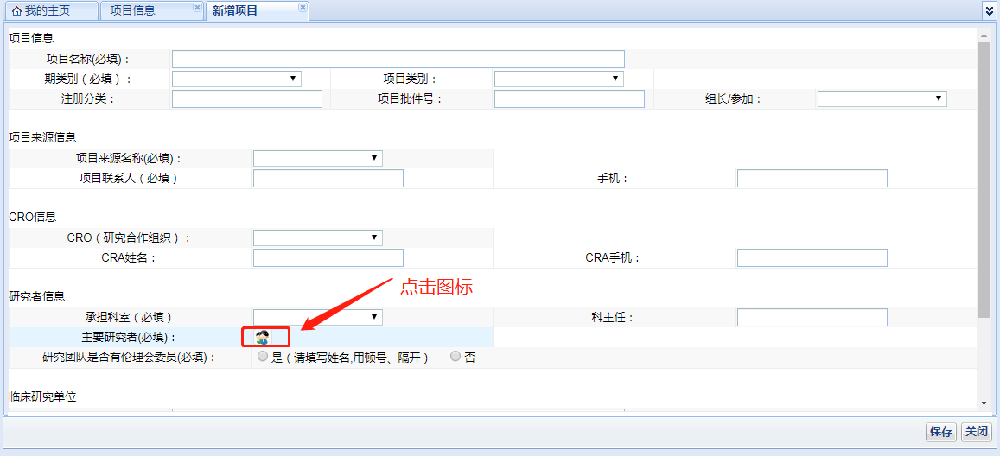 我的主页 项目信息 新增项目
项目信息
项目名称(必填)：
期类别（必填）： 项目类别：
注册分类： 项目批件号： 组长/参加：
项目来源信息
项目来源名称(必填)：
项目联系人（必填） 手机：
CRO信息
CRO（研究合作组织）：
CRA姓名： CRA手机：
点击图标
研究者信息
承担科室（必填） 科主任：
主要研究者(必填)：
研究团队是否有伦理会委员(必填)： 是（请填写姓名,用顿号、隔开） 否
临床研究单位
保存 关闭